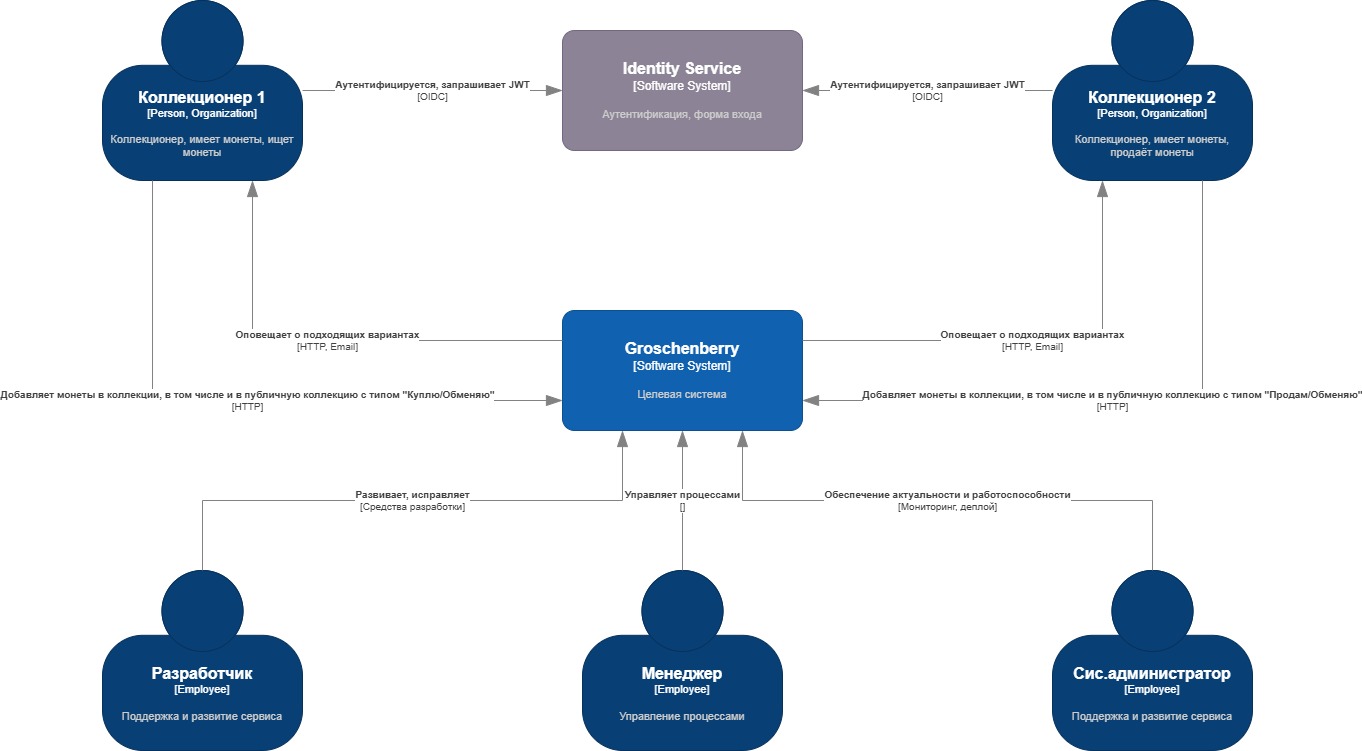 Коллекционер 1
[Person, Organization]
Коллекционер, имеет монеты, ищет
монеты
Аутентифицируется, запрашивает JWT
[OIDC]
Identity Service
[Software System]
Аутентификация, форма входа
Аутентифицируется, запрашивает JWT
[OIDC]
Коллекционер 2
[Person, Organization]
Коллекционер, имеет монеты,
продаёт монеты
Оповещает о подходящих вариантах
[HTTP, Email]
Groschenberry
[Software System]
Целевая система
Оповещает о подходящих вариантах
[HTTP, Email]
Добавляет монеты в коллекции, в том числе и в публичную коллекцию с типом "Куплю/Обменяю"
[HTTP]
Добавляет монеты в коллекции, в том числе и в публичную коллекцию с типом "Продам/Обменяю"
[HTTP]
Развивает, исправляет
[Средства разработки]
Управляет процессами
[]
Обеспечение актуальности и работоспособности
[Мониторинг, деплой]
Разработчик
[Employee]
Поддержка и развитие сервиса
Менеджер
[Employee]
Управление процессами
Сис.администратор
[Employee]
Поддержка и развитие сервиса